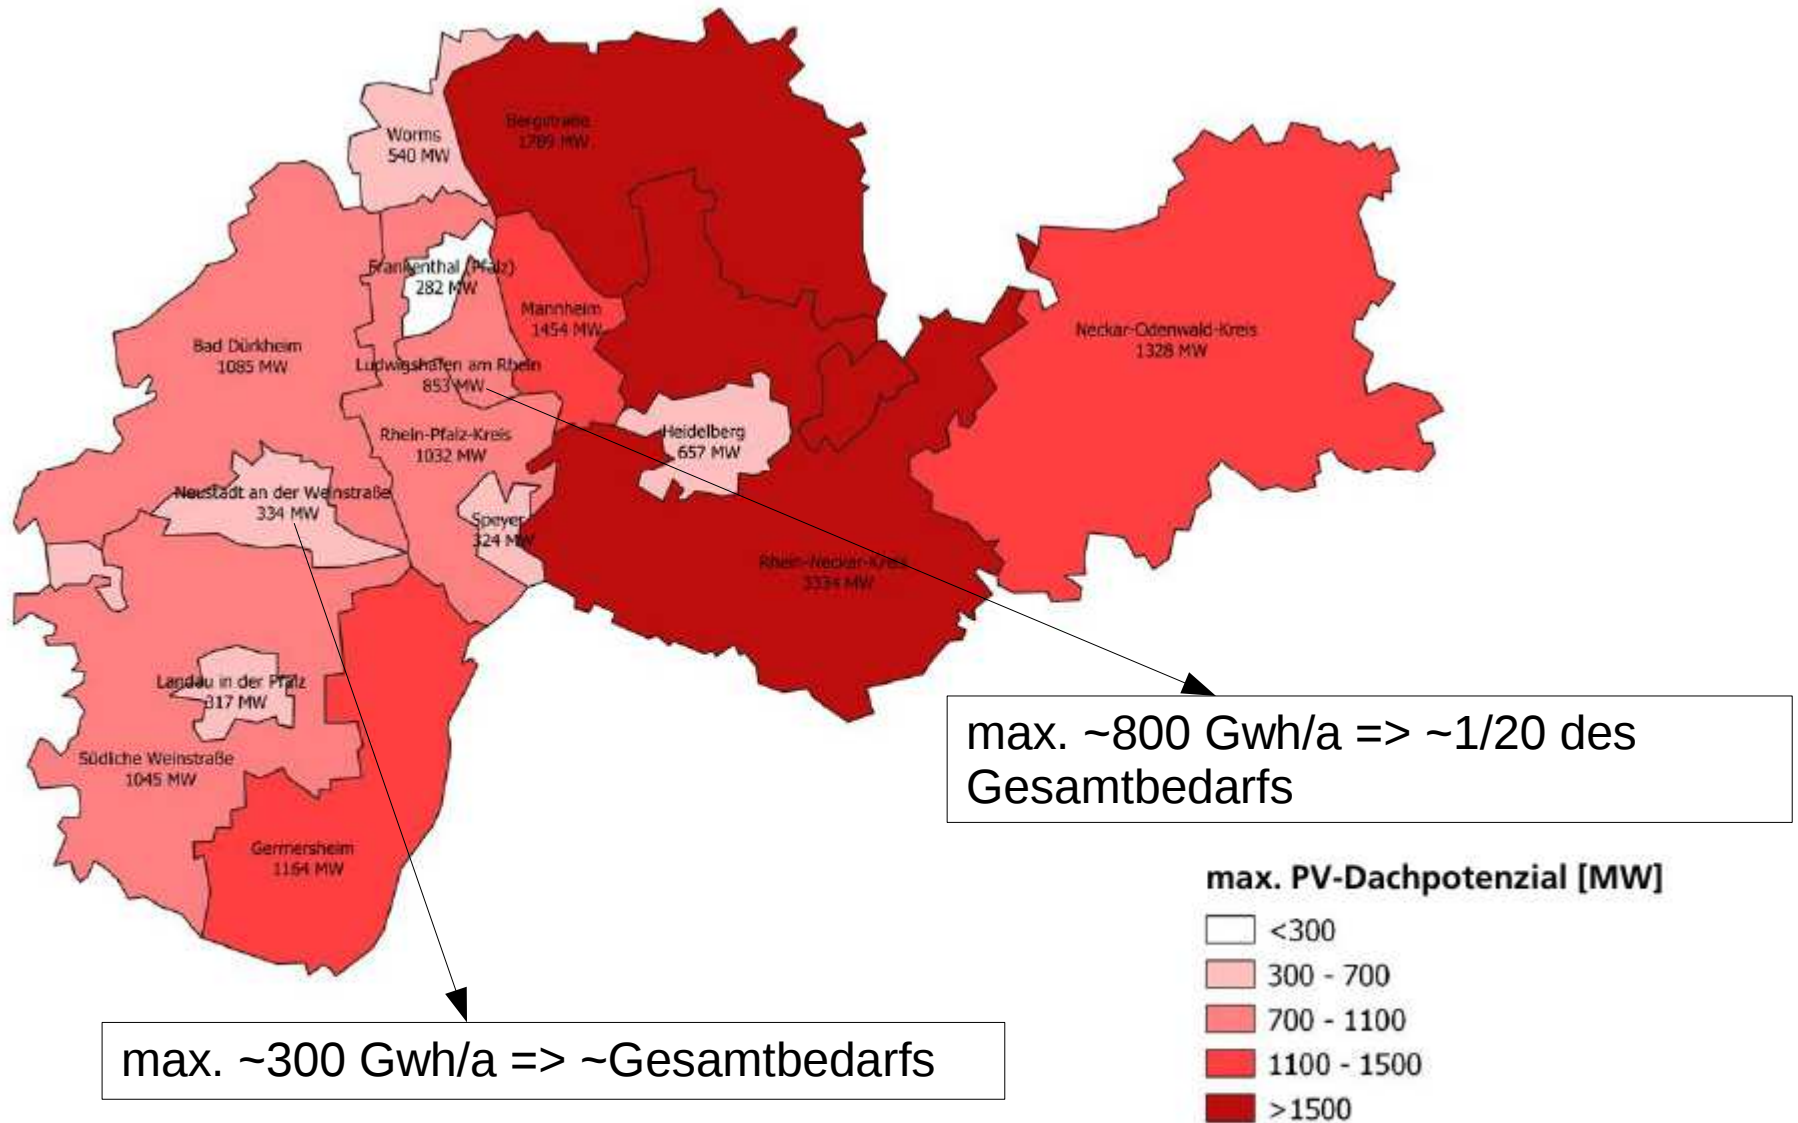 Worms
540 MW
Bergstraße
1789 MW
Frankenthal (Pfalz)
282 MW
Mannheim
1454 MW
Neckar-Odenwald-Kreis
1328 MW
Bad Dürkheim
1085 MW
Ludwigshafen am Rhein
853 MW
Rhein-Pfalz-Kreis
1032 MW
Heidelberg
657 MW
Neustadt an der Weinstraße
334 MW
Speyer
324 MW
Rhein-Neckar-Kreis
3334 MW
Landau in der Pfalz
317 MW
Südliche Weinstraße
1045 MW
Germersheim
1164 MW
max. ~800 Gwh/a => ~1/20 des
Gesamtbedarfs
max. ~300 Gwh/a => ~Gesamtbedarfs
max. PV-Dachpotenzial [MW]
<300
300 - 700
700 - 1100
1100 - 1500
>1500